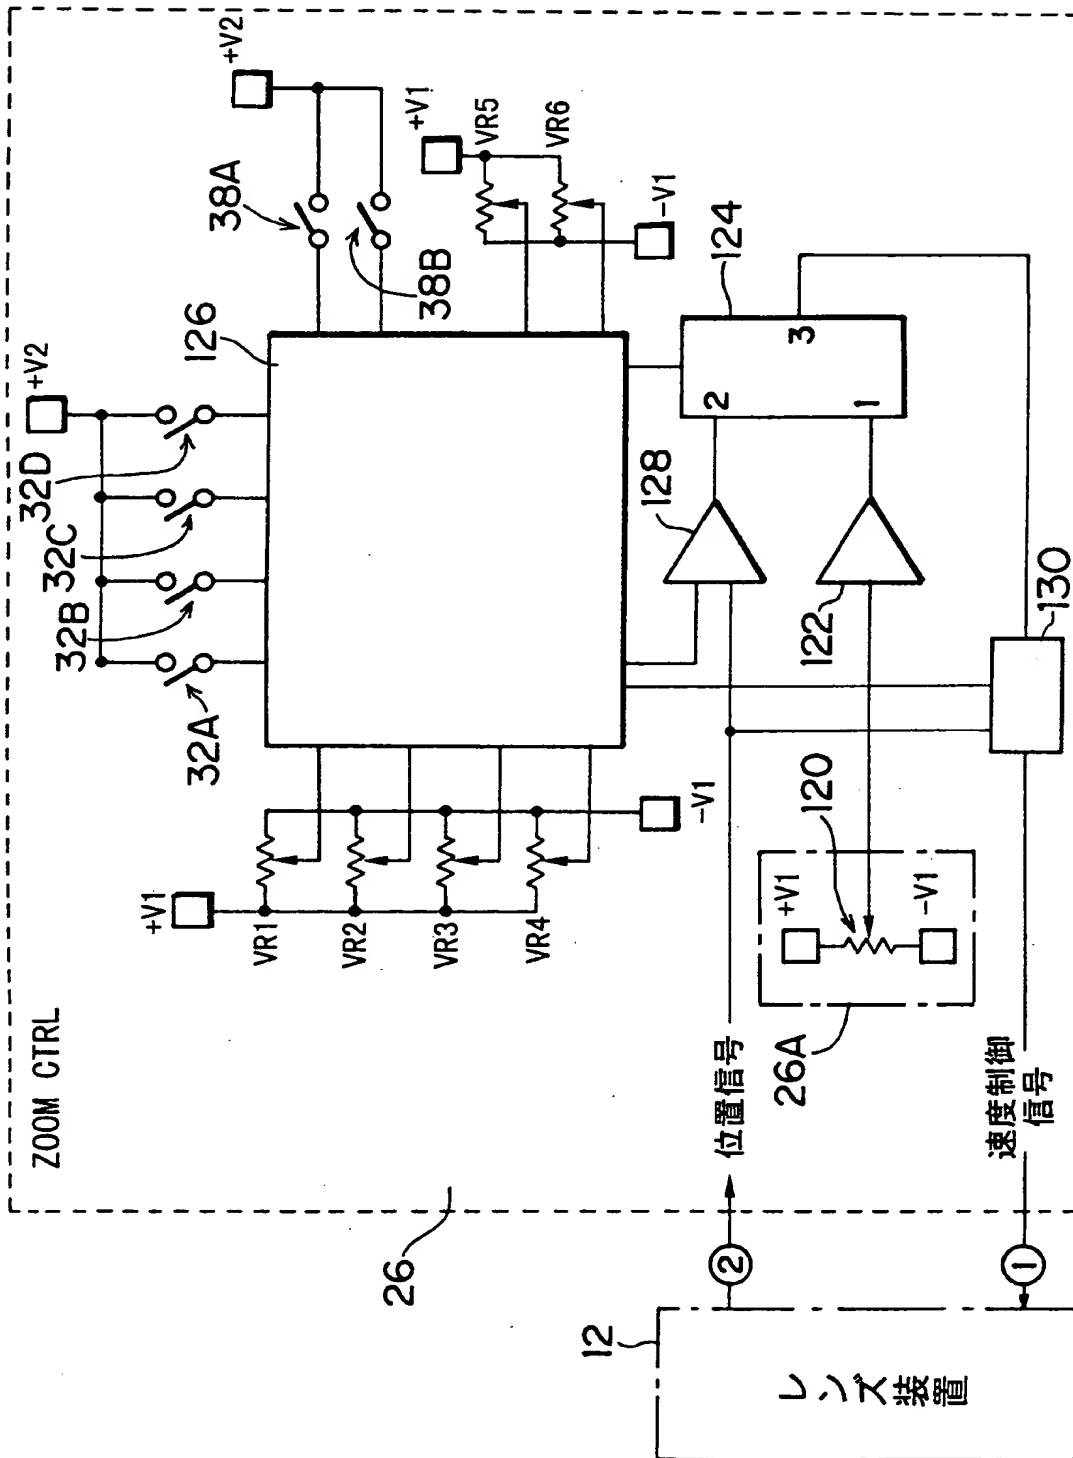 ZOOM CTRL
26
+V1
VR1
VR2
VR3
VR4
-V1
32A
32B
32C
32D
+V2
126
38A
38B
+V2
+V1
VR5
VR6
-V1
124
2
1
3
128
122
130
120
+V1
-V1
26A
位置信号
速度制御
信号
②
①
12
レンズ装置